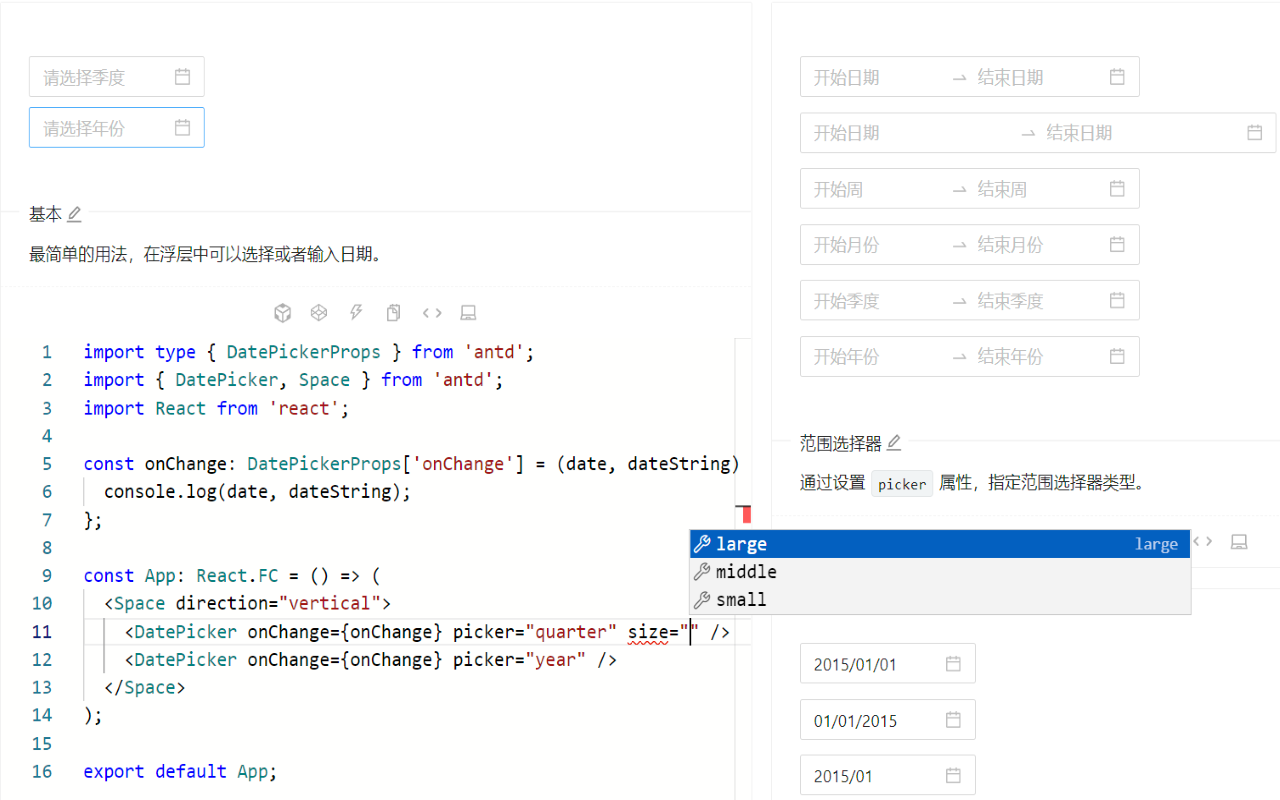 请选择季度
请选择年份
基本
最简单的用法，在浮层中可以选择或者输入日期。
1 import type { DatePickerProps } from 'antd';
2 import { DatePicker, Space } from 'antd';
3 import React from 'react';
4
5 const onChange: DatePickerProps['onChange'] = (date, dateString)
6 console.log(date, dateString);
7 };
8
9 const App: React.FC = () => (
10 <Space direction="vertical">
11 <DatePicker onChange={onChange} picker="quarter" size="" />
12 <DatePicker onChange={onChange} picker="year" />
13 </Space>
14 );
15
16 export default App;
large large
middle
small
开始日期 → 结束日期
开始日期 → 结束日期
开始周 → 结束周
开始月份 → 结束月份
开始季度 → 结束季度
开始年份 → 结束年份
范围选择器
通过设置 picker 属性，指定范围选择器类型。
2015/01/01
01/01/2015
2015/01